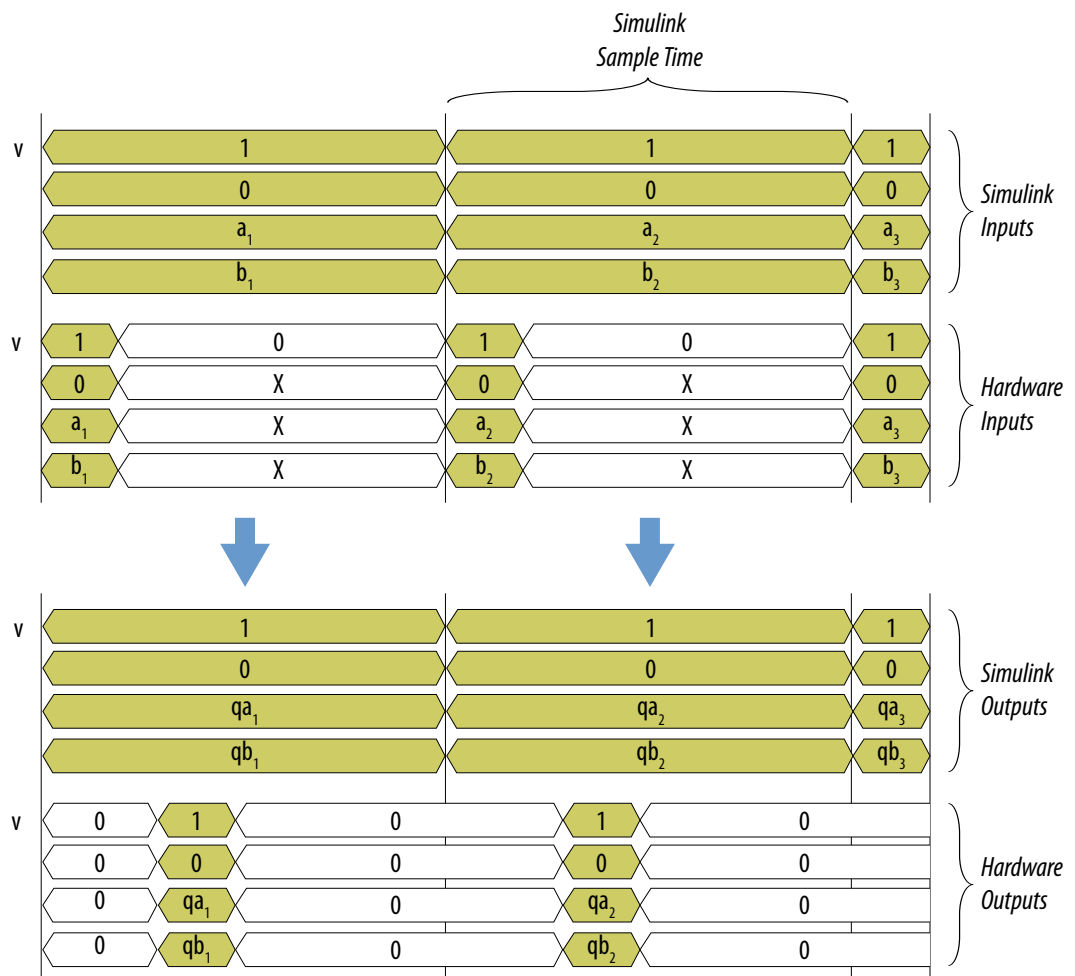 Simulink
Sample Time
v 1 1 1
0 0 0
a₁ a₂ a₃
b₁ b₂ b₃
Simulink
Inputs
v 1 0 1 0 1
0 X 0 X 0
a₁ X a₂ X a₃
b₁ X b₂ X b₃
Hardware
Inputs
v 1 1 1
0 0 0
qa₁ qa₂ qa₃
qb₁ qb₂ qb₃
Simulink
Outputs
v 0 1 0 1 0
0 0 0 0 0
0 qa₁ 0 qa₂ 0
0 qb₁ 0 qb₂ 0
Hardware
Outputs